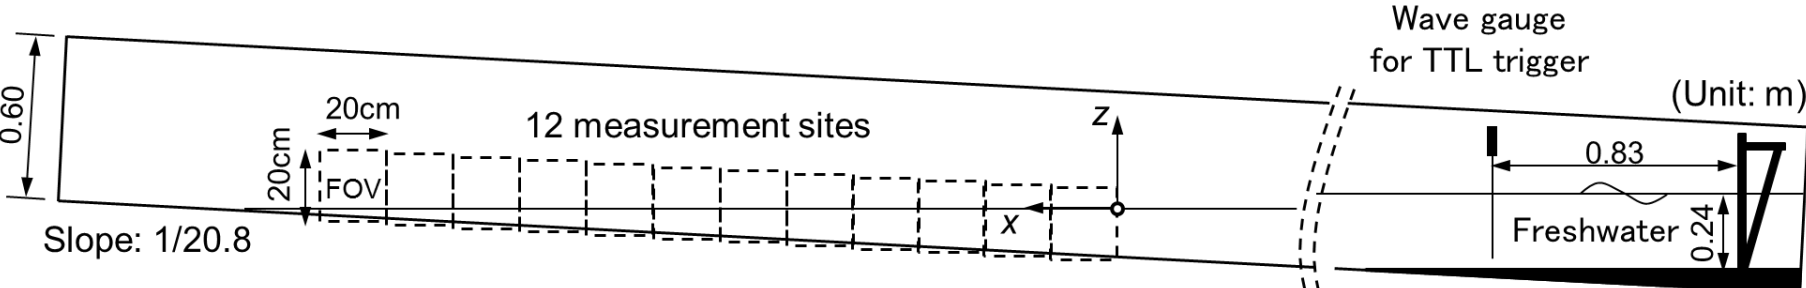 Wave gauge
for TTL trigger
(Unit: m)
0.60
20cm
12 measurement sites
z
0.83
20cm
FOV
x
Freshwater
0.24
Slope: 1/20.8